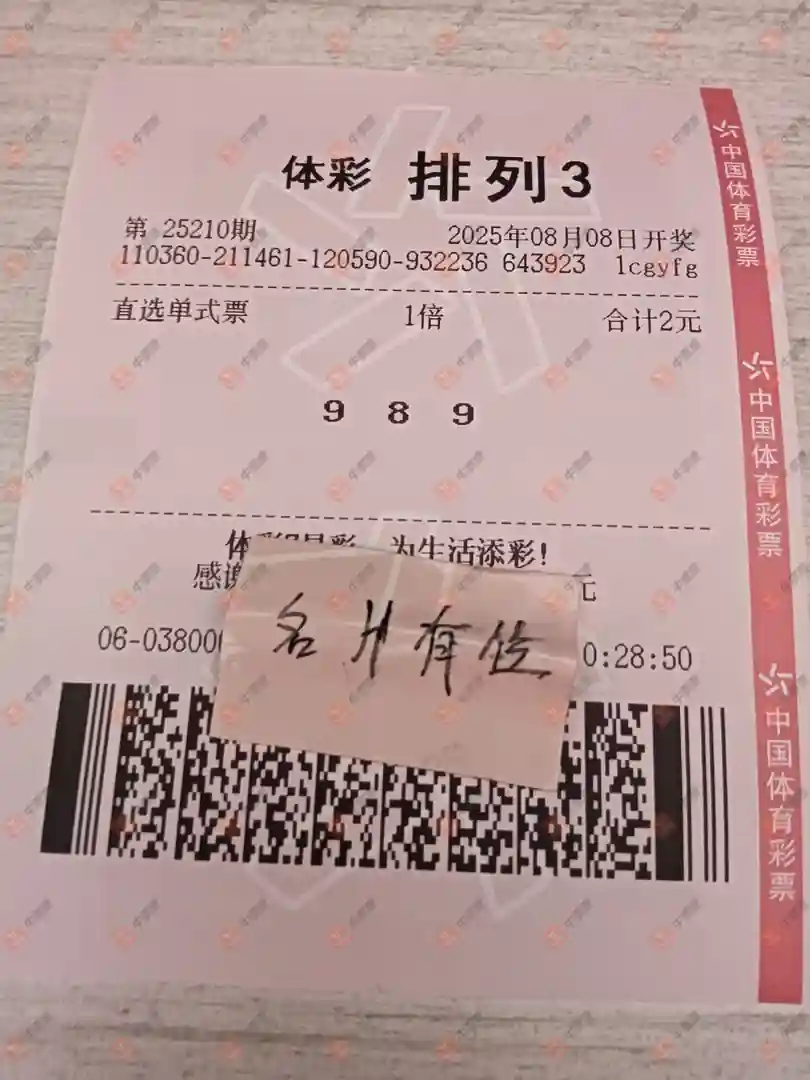 体彩 排列3
第 25210期 2025年08月08日开奖
110360-211461-120590-932236 643923 1cgyfg
直选单式票 1倍 合计2元
9 8 9
体彩 为生活添彩!
感谢 元
06-03800 0:28:50
名片有位
中国体育彩票
中国体育彩票
中国体育彩票